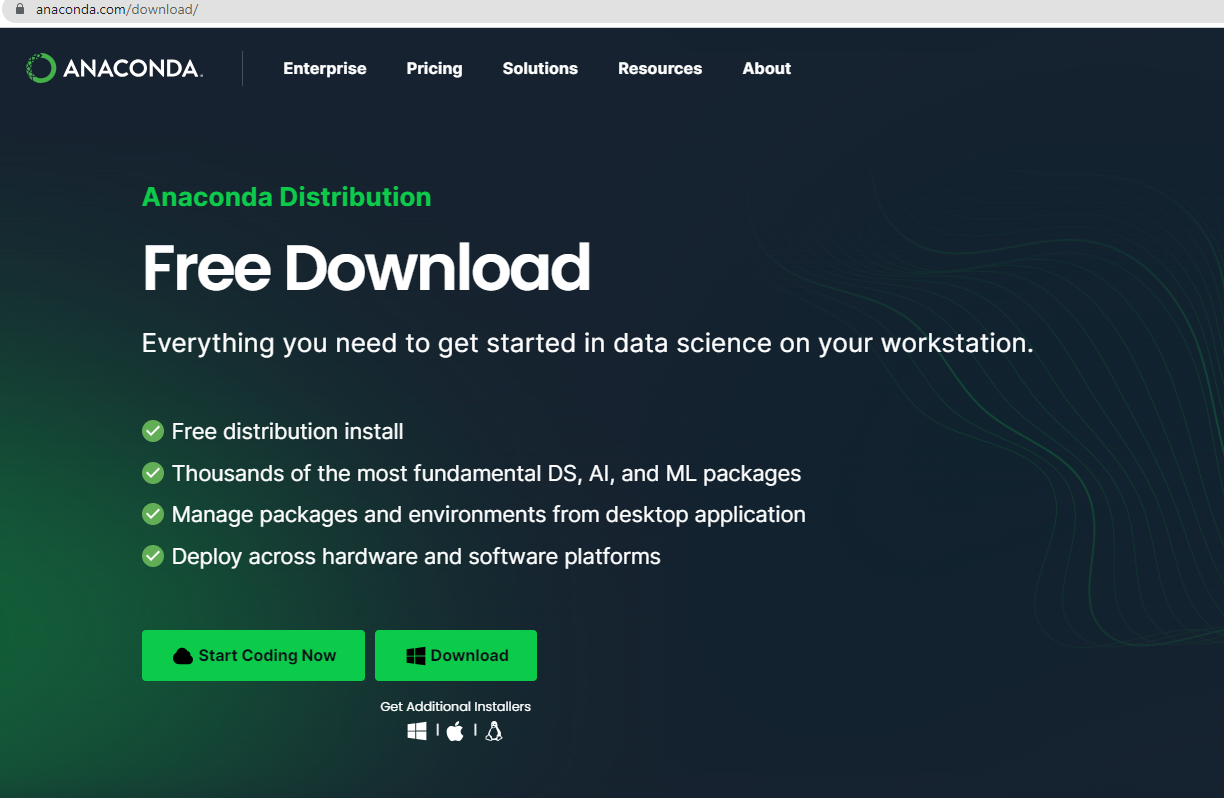 anaconda.com/download/
ANACONDA.
Enterprise
Pricing
Solutions
Resources
About
Anaconda Distribution
Free Download
Everything you need to get started in data science on your workstation.
Free distribution install
Thousands of the most fundamental DS, AI, and ML packages
Manage packages and environments from desktop application
Deploy across hardware and software platforms
Start Coding Now
Download
Get Additional Installers
| |